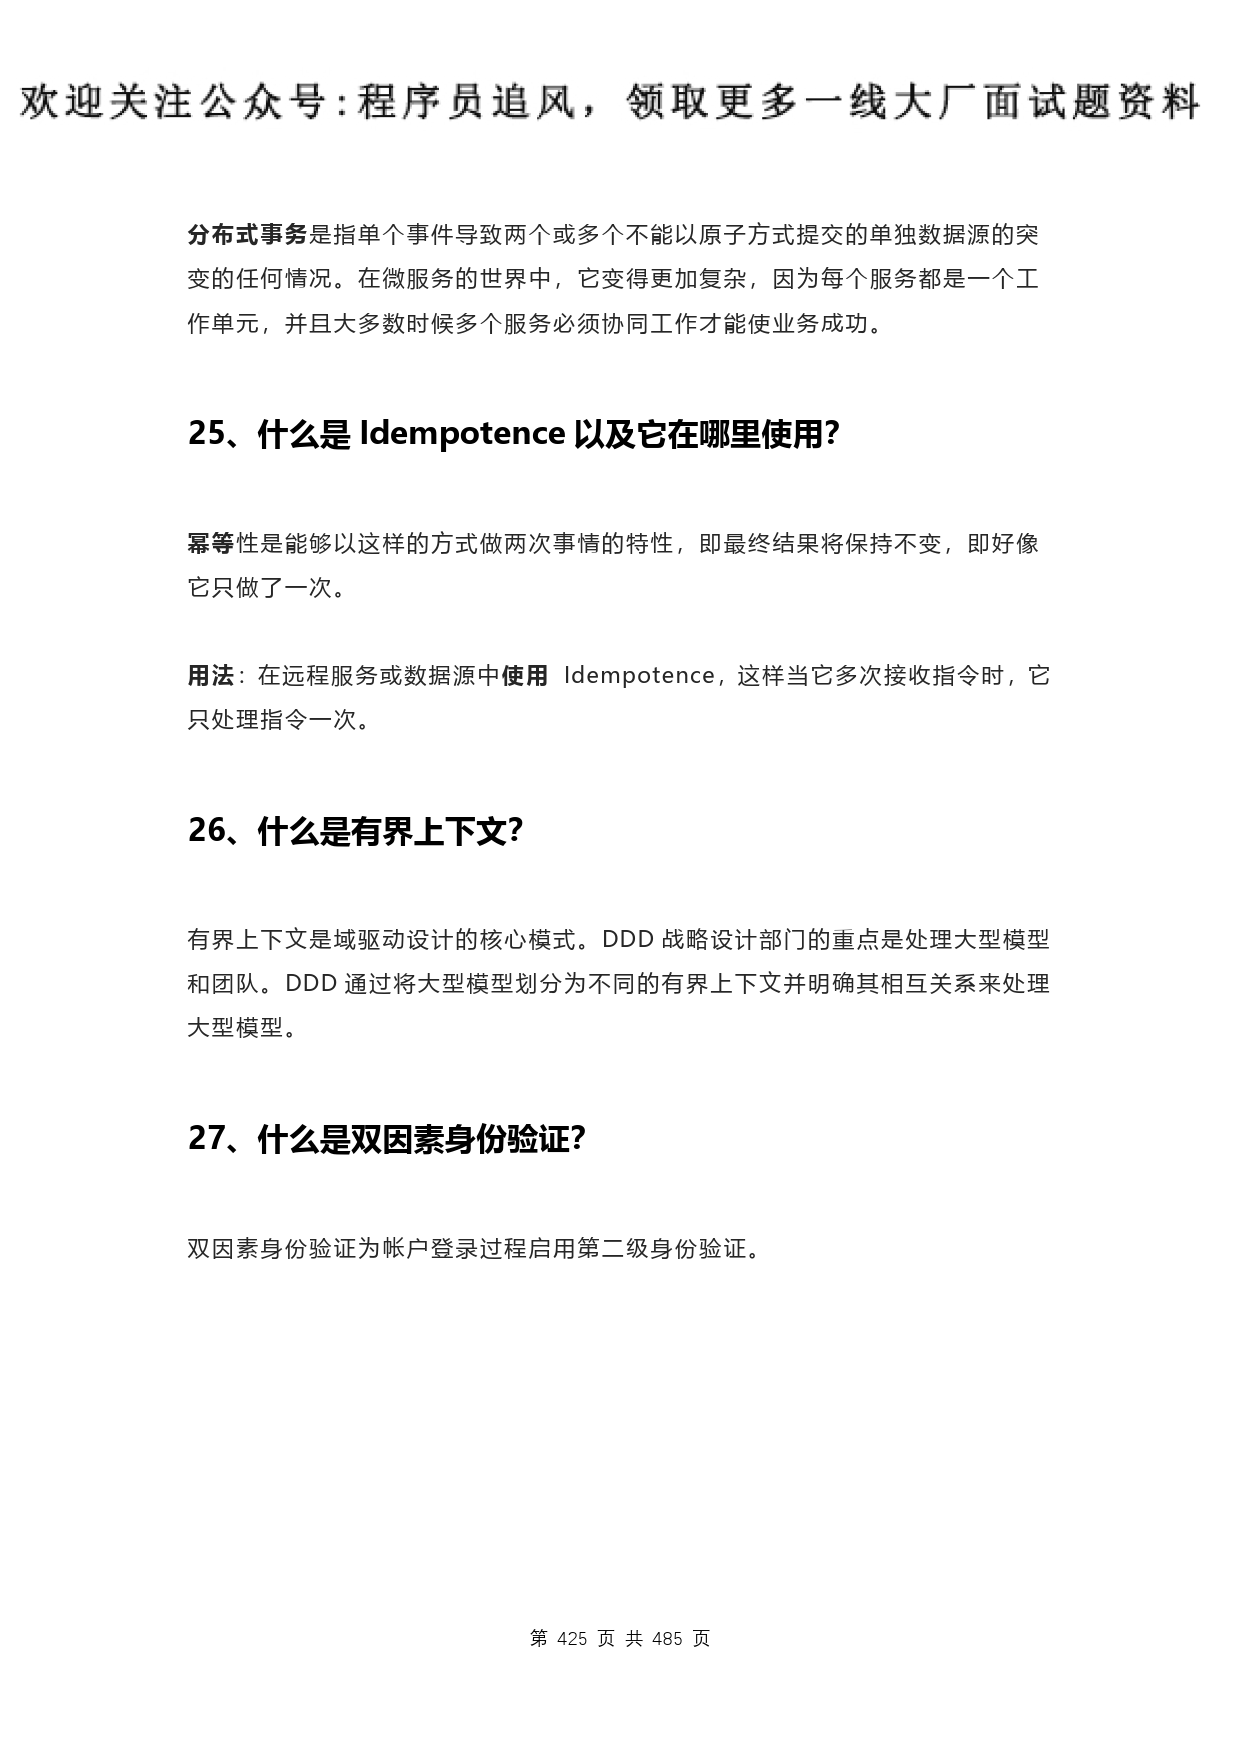 欢迎关注公众号:程序员追风，领取更多一线大厂面试题资料
分布式事务是指单个事件导致两个或多个不能以原子方式提交的单独数据源的突
变的任何情况。在微服务的世界中，它变得更加复杂，因为每个服务都是一个工
作单元，并且大多数时候多个服务必须协同工作才能使业务成功。
25、什么是 Idempotence 以及它在哪里使用？
幂等性是能够以这样的方式做两次事情的特性，即最终结果将保持不变，即好像
它只做了一次。
用法：在远程服务或数据源中使用 Idempotence，这样当它多次接收指令时，它
只处理指令一次。
26、什么是有界上下文？
有界上下文是域驱动设计的核心模式。DDD 战略设计部门的重点是处理大型模型
和团队。DDD 通过将大型模型划分为不同的有界上下文并明确其相互关系来处理
大型模型。
27、什么是双因素身份验证？
双因素身份验证为帐户登录过程启用第二级身份验证。
第 425 页 共 485 页